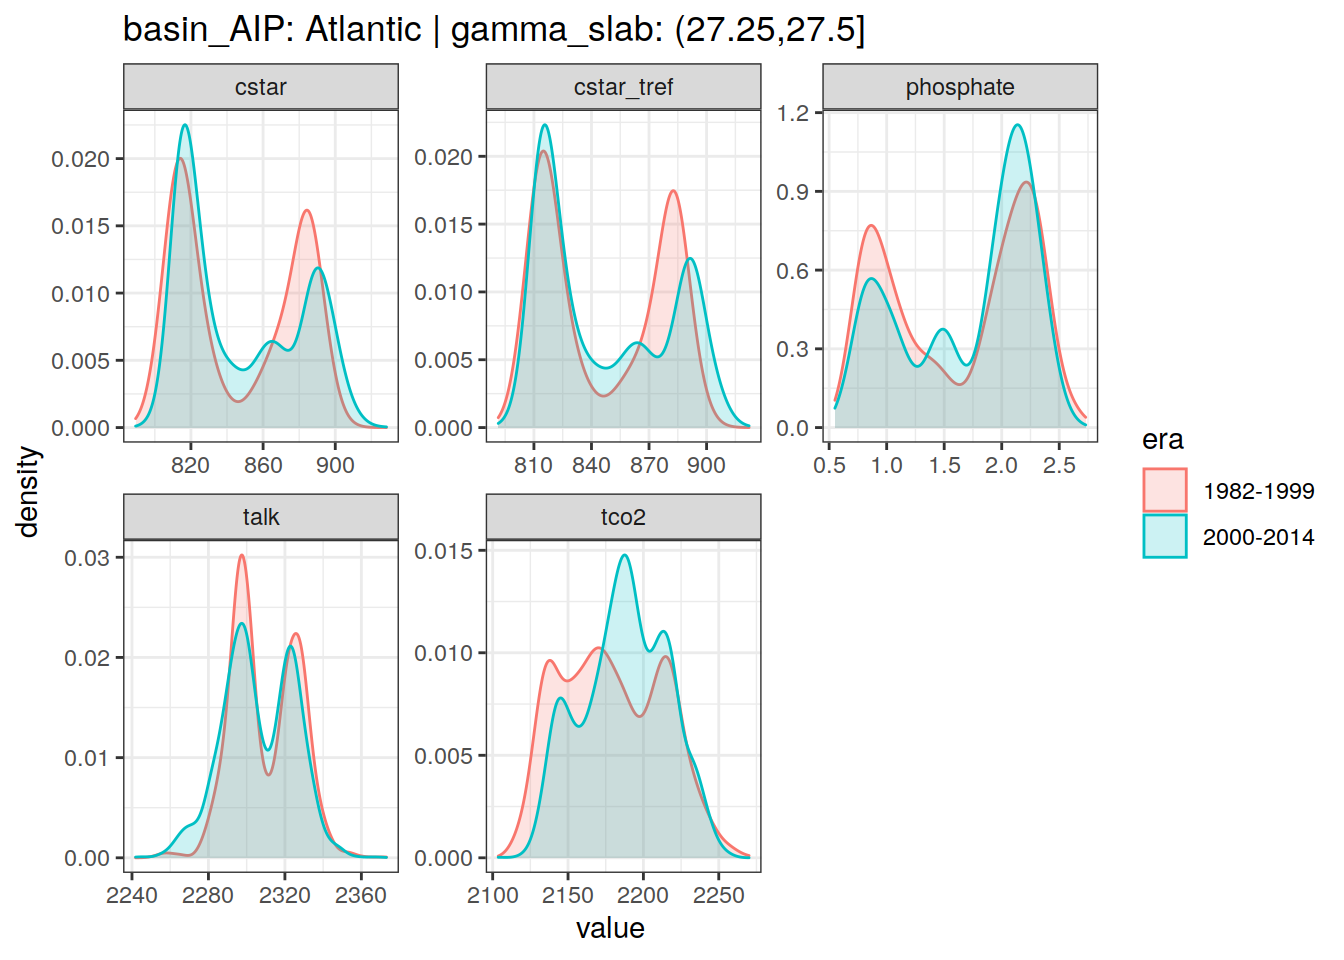 basin_AIP: Atlantic | gamma_slab: (27.25,27.5]
cstar
cstar_tref
phosphate
0.020
0.015
0.010
0.005
0.000
820 860 900
0.020
0.015
0.010
0.005
0.000
810 840 870 900
1.2
0.9
0.6
0.3
0.0
0.5 1.0 1.5 2.0 2.5
density
talk
tco2
0.03
0.02
0.01
0.00
2240 2280 2320 2360
0.015
0.010
0.005
0.000
2100 2150 2200 2250
value
era
1982-1999
2000-2014